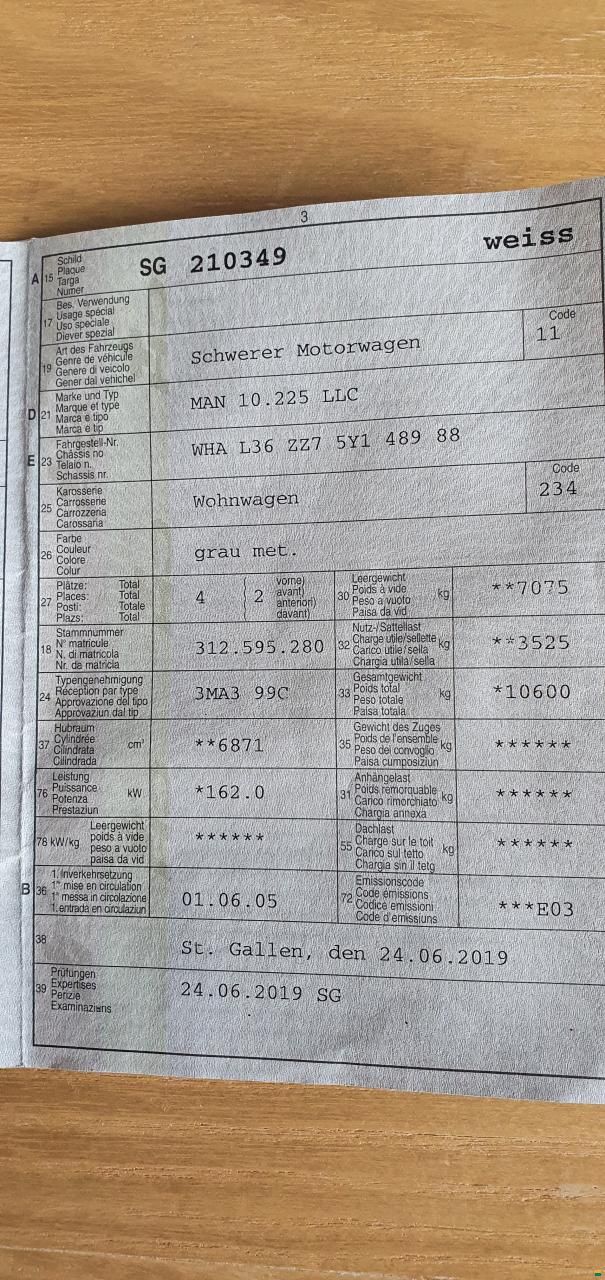 3
A 15 Schild
Plaque
Targa
Numer
SG 210349 weiss
17 Bes. Verwendung
Usage spécial
Uso speciale
Diever spezial
19 Art des Fahrzeugs
Genre de véhicule
Genere di veicolo
Gener dal vehichel
Schwerer Motorwagen
Code
11
D 21 Marke und Typ
Marque et type
Marca e tipo
Marca e tip
MAN 10.225 LLC
E 23 Fahrgestell-Nr.
Châssis no
Telaio n.
Schassis nr.
WHA L36 ZZ7 5Y1 489 88
25 Karosserie
Carrosserie
Carrozzeria
Carossaria
Wohnwagen
Code
234
26 Farbe
Couleur
Colore
Colur
grau met.
27 Plätze: Total
Places: Total
Posti: Totale
Plazs: Total
4 ( 2 vorne)
avant)
anteriori)
davant)
30 Leergewicht
Poids à vide
Peso a vuoto
Paisa da vid
kg
**7075
18 Stammnummer
N° matricule
N. di matricola
Nr. da matricla
312.595.280
32 Nutz-/Sattellast
Charge utile/sellette
Carico utile/sella
Chargia utila/sella
kg
**3525
24 Typengenehmigung
Réception par type
Approvazione del tipo
Approvaziun dal tip
3MA3 99C
33 Gesamtgewicht
Poids total
Peso totale
Paisa totala
kg
*10600
37 Hubraum
Cylindrée
Cilindrata
Cilindrada
cm³
**6871
35 Gewicht des Zuges
Poids de l'ensemble
Peso del convoglio
Paisa cumposiziun
kg
******
76 Leistung
Puissance
Potenza
Prestaziun
kW
*162.0
31 Anhängelast
Poids remorquable
Carico rimorchiato
Chargia annexa
kg
******
78 kW/kg Leergewicht
poids à vide
peso a vuoto
paisa da vid
******
55 Dachlast
Charge sur le toit
Carico sul tetto
Chargia sin il tetg
kg
******
B 36 1. Inverkehrsetzung
1re mise en circulation
1a messa in circolazione
1. entrada en circulaziun
01.06.05
72 Emissionscode
Code émissions
Codice emissioni
Code d'emissiuns
***E03
38
St. Gallen, den 24.06.2019
39 Prüfungen
Expertises
Perizie
Examinaziuns
24.06.2019 SG